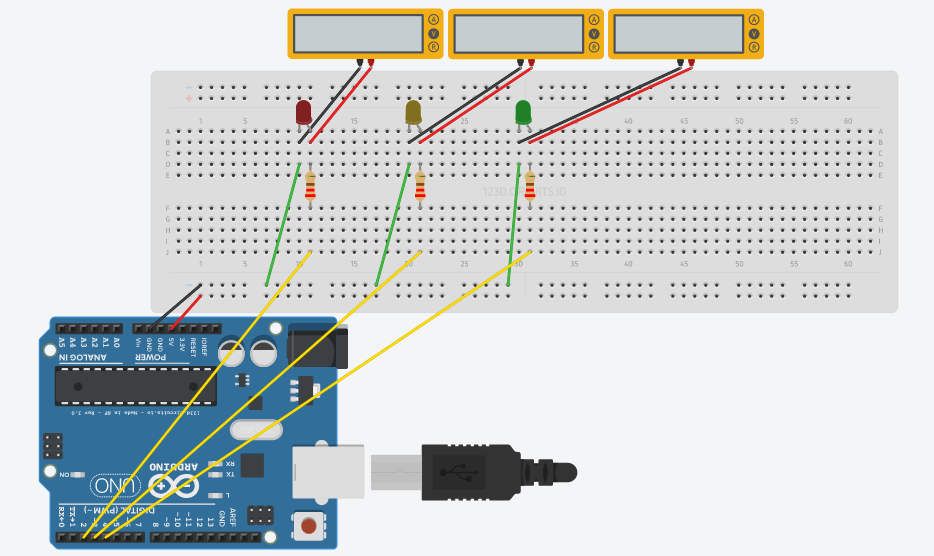 A V R A V R A V R
- +
1 5 15 25 40 45 50 55 60
A A
B B
C C
D D
E E
123D.CIRCUITS.IO
F F
G G
H H
I I
J J
1 5 10 15 20 25 30 35 40 45 50 55 60
A5 A4 A3 A2 A1 A0 Vin GND GND 5V 3.3V RESET IOREF
ANALOG IN POWER
123d.circuits.io - Made in SF - Rev 3.0
ON UNO ARDUINO RX TX L
DIGITAL (PWM~)
RX←0 TX→1 2 ~3 4 ~5 ~6 7 8 ~9 ~10 ~11 12 13 GND AREF